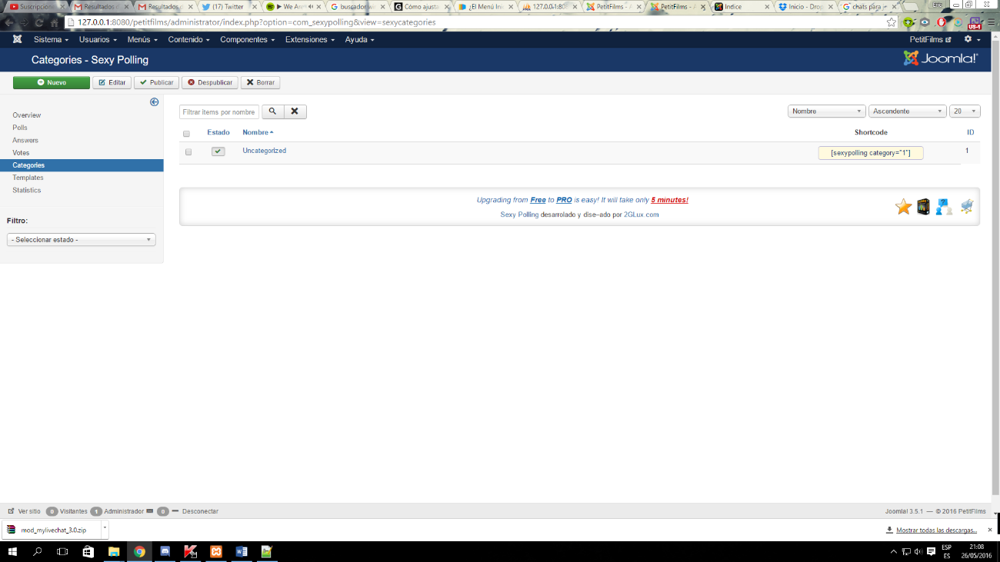 Suscripcion
Resultados d
Resultados d
(17) Twitter
We Are
buscador w
Cómo ajusta
¿El Menú Ini
127.0.0.1:80
PetitFilms - A
PetitFilms - A
Indice
Inicio - Drop
chats para
127.0.0.1:8080/petitfilms/administrator/index.php?option=com_sexypolling&view=sexycategories
Sistema Usuarios Menús Contenido Componentes Extensiones Ayuda PetitFilms
Categories - Sexy Polling Joomla!®
Nuevo Editar Publicar Despublicar Borrar
Overview
Polls
Answers
Votes
Categories
Templates
Statistics
Filtro:
- Seleccionar estado -
Filtrar items por nombre Nombre Ascendente 20
Estado Nombre Shortcode ID
Uncategorized [sexypolling category="1"] 1
Upgrading from Free to PRO is easy! It will take only 5 minutes!
Sexy Polling desarrolado y dise–ado por 2GLux.com
Ver sitio 0 Visitantes 1 Administrador 0 Desconectar Joomla! 3.5.1 — © 2016 PetitFilms
mod_mylivechat_3.0.zip Mostrar todas las descargas...
ESP 21:08
ES 26/05/2016